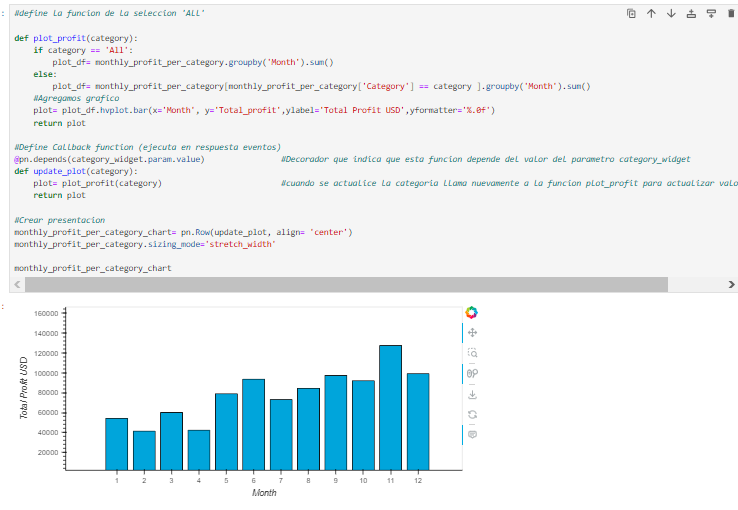 #define la funcion de la seleccion 'All'
def plot_profit(category):
    if category == 'All':
        plot_df= monthly_profit_per_category.groupby('Month').sum()
    else:
        plot_df= monthly_profit_per_category[monthly_profit_per_category['Category'] == category ].groupby('Month').sum()
    #Agregamos grafico
    plot= plot_df.hvplot.bar(x='Month', y='Total_profit',ylabel='Total Profit USD',yformatter='%.0f')
    return plot
#Define Callback function (ejecuta en respuesta eventos)
@pn.depends(category_widget.param.value)                #Decorador que indica que esta funcion depende del valor del parametro category_widget
def update_plot(category):
    plot= plot_profit(category)                         #cuando se actualice la categoria llama nuevamente a la funcion plot_profit para actualizar valo
    return plot
#Crear presentacion
monthly_profit_per_category_chart= pn.Row(update_plot, align= 'center')
monthly_profit_per_category.sizing_mode='stretch_width'
monthly_profit_per_category_chart
160000
140000
120000
100000
80000
60000
40000
20000
Total Profit USD
1 2 3 4 5 6 7 8 9 10 11 12
Month